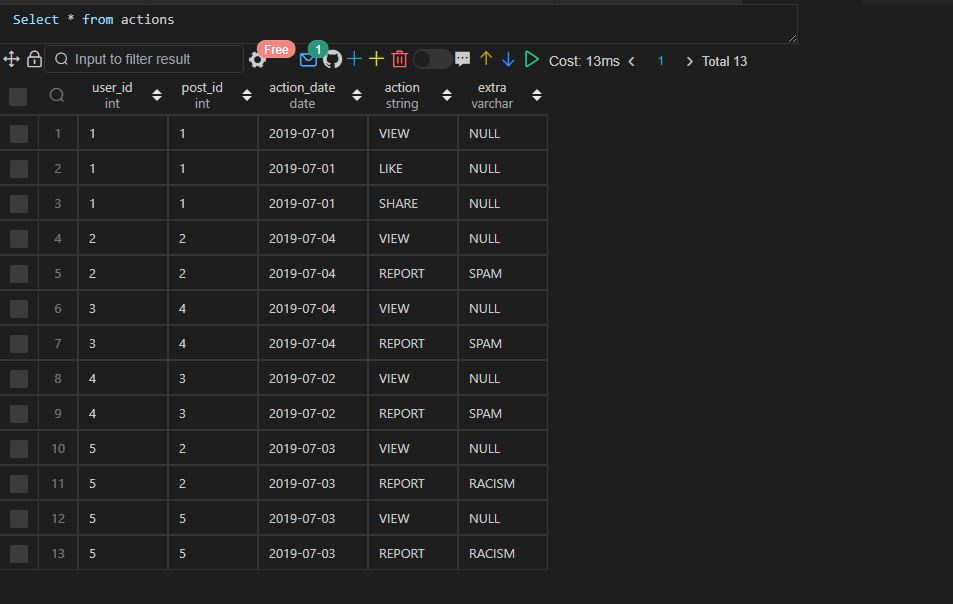 Select * from actions
Input to filter result Free 1 Cost: 13ms 1 Total 13
user_id post_id action_date action extra
int int date string varchar
1 1 1 2019-07-01 VIEW NULL
2 1 1 2019-07-01 LIKE NULL
3 1 1 2019-07-01 SHARE NULL
4 2 2 2019-07-04 VIEW NULL
5 2 2 2019-07-04 REPORT SPAM
6 3 4 2019-07-04 VIEW NULL
7 3 4 2019-07-04 REPORT SPAM
8 4 3 2019-07-02 VIEW NULL
9 4 3 2019-07-02 REPORT SPAM
10 5 2 2019-07-03 VIEW NULL
11 5 2 2019-07-03 REPORT RACISM
12 5 5 2019-07-03 VIEW NULL
13 5 5 2019-07-03 REPORT RACISM